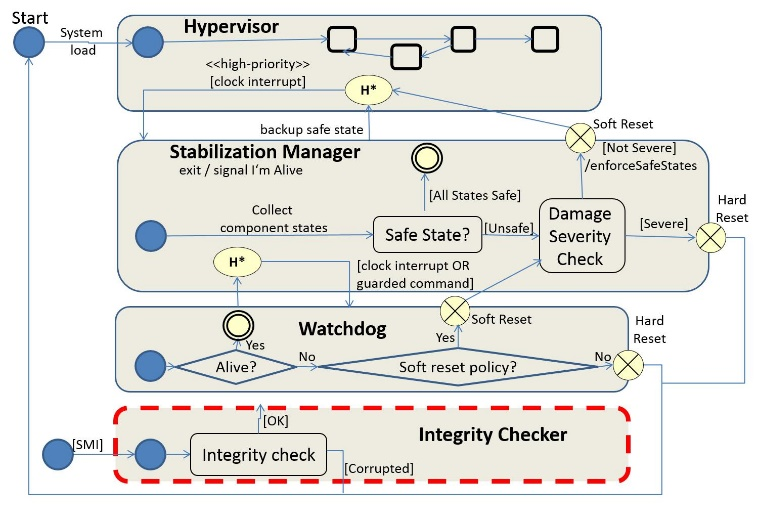 Start
System
load
Hypervisor
<<high-priority>>
[clock interrupt]
H*
backup safe state
Soft Reset
[Not Severe]
/enforceSafeStates
Stabilization Manager
exit / signal I'm Alive
[All States Safe]
Collect
component states
Safe State?
[Unsafe]
Damage
Severity
Check
[Severe]
Hard
Reset
H*
[clock interrupt OR
guarded command]
Watchdog
Soft Reset
Hard
Reset
Yes
Alive?
No
Yes
Soft reset policy?
No
[OK]
Integrity Checker
[SMI]
Integrity check
[Corrupted]